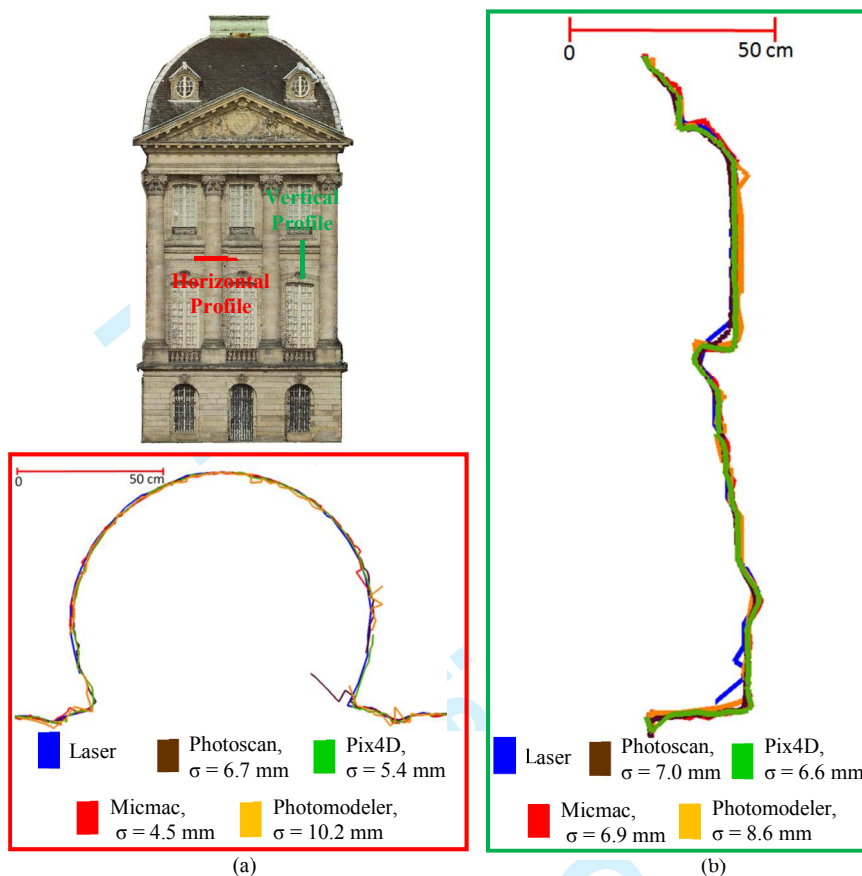 Vertical
Profile
Horizontal
Profile
0
50 cm
Laser
Photoscan,
σ = 6.7 mm
Pix4D,
σ = 5.4 mm
Micmac,
σ = 4.5 mm
Photomodeler,
σ = 10.2 mm
(a)
0
50 cm
Laser
Photoscan,
σ = 7.0 mm
Pix4D,
σ = 6.6 mm
Micmac,
σ = 6.9 mm
Photomodeler,
σ = 8.6 mm
(b)